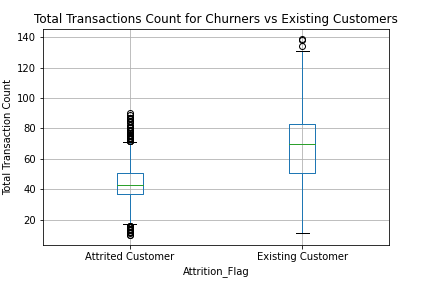 Total Transactions Count for Churners vs Existing Customers
Total Transaction Count
140
120
100
80
60
40
20
Attrited Customer
Existing Customer
Attrition_Flag